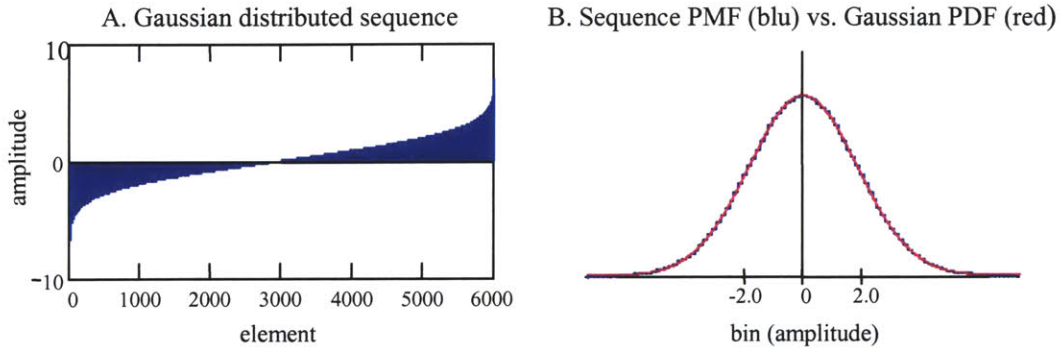 A. Gaussian distributed sequence
10
0
−10
amplitude
0 1000 2000 3000 4000 5000 6000
element
B. Sequence PMF (blu) vs. Gaussian PDF (red)
-2.0 0 2.0
bin (amplitude)